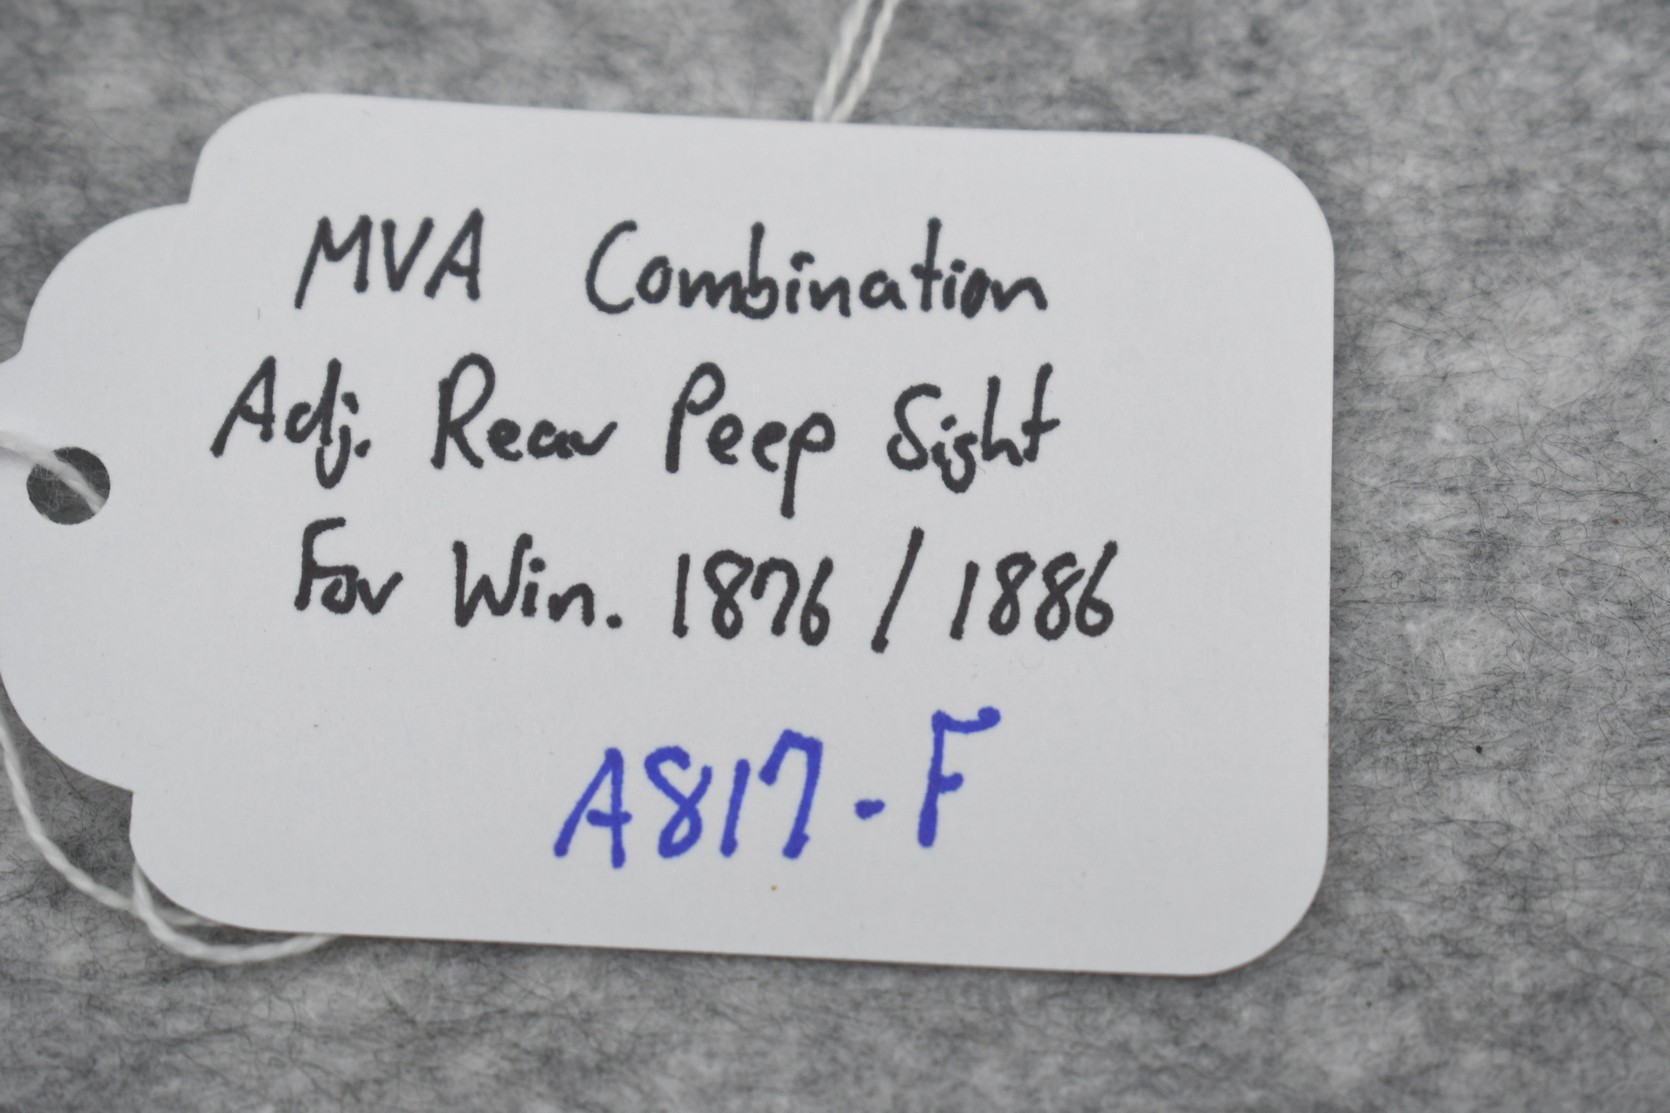 MVA Combination
Adj. Rear Peep Sight
For Win. 1876 / 1886
A817-F